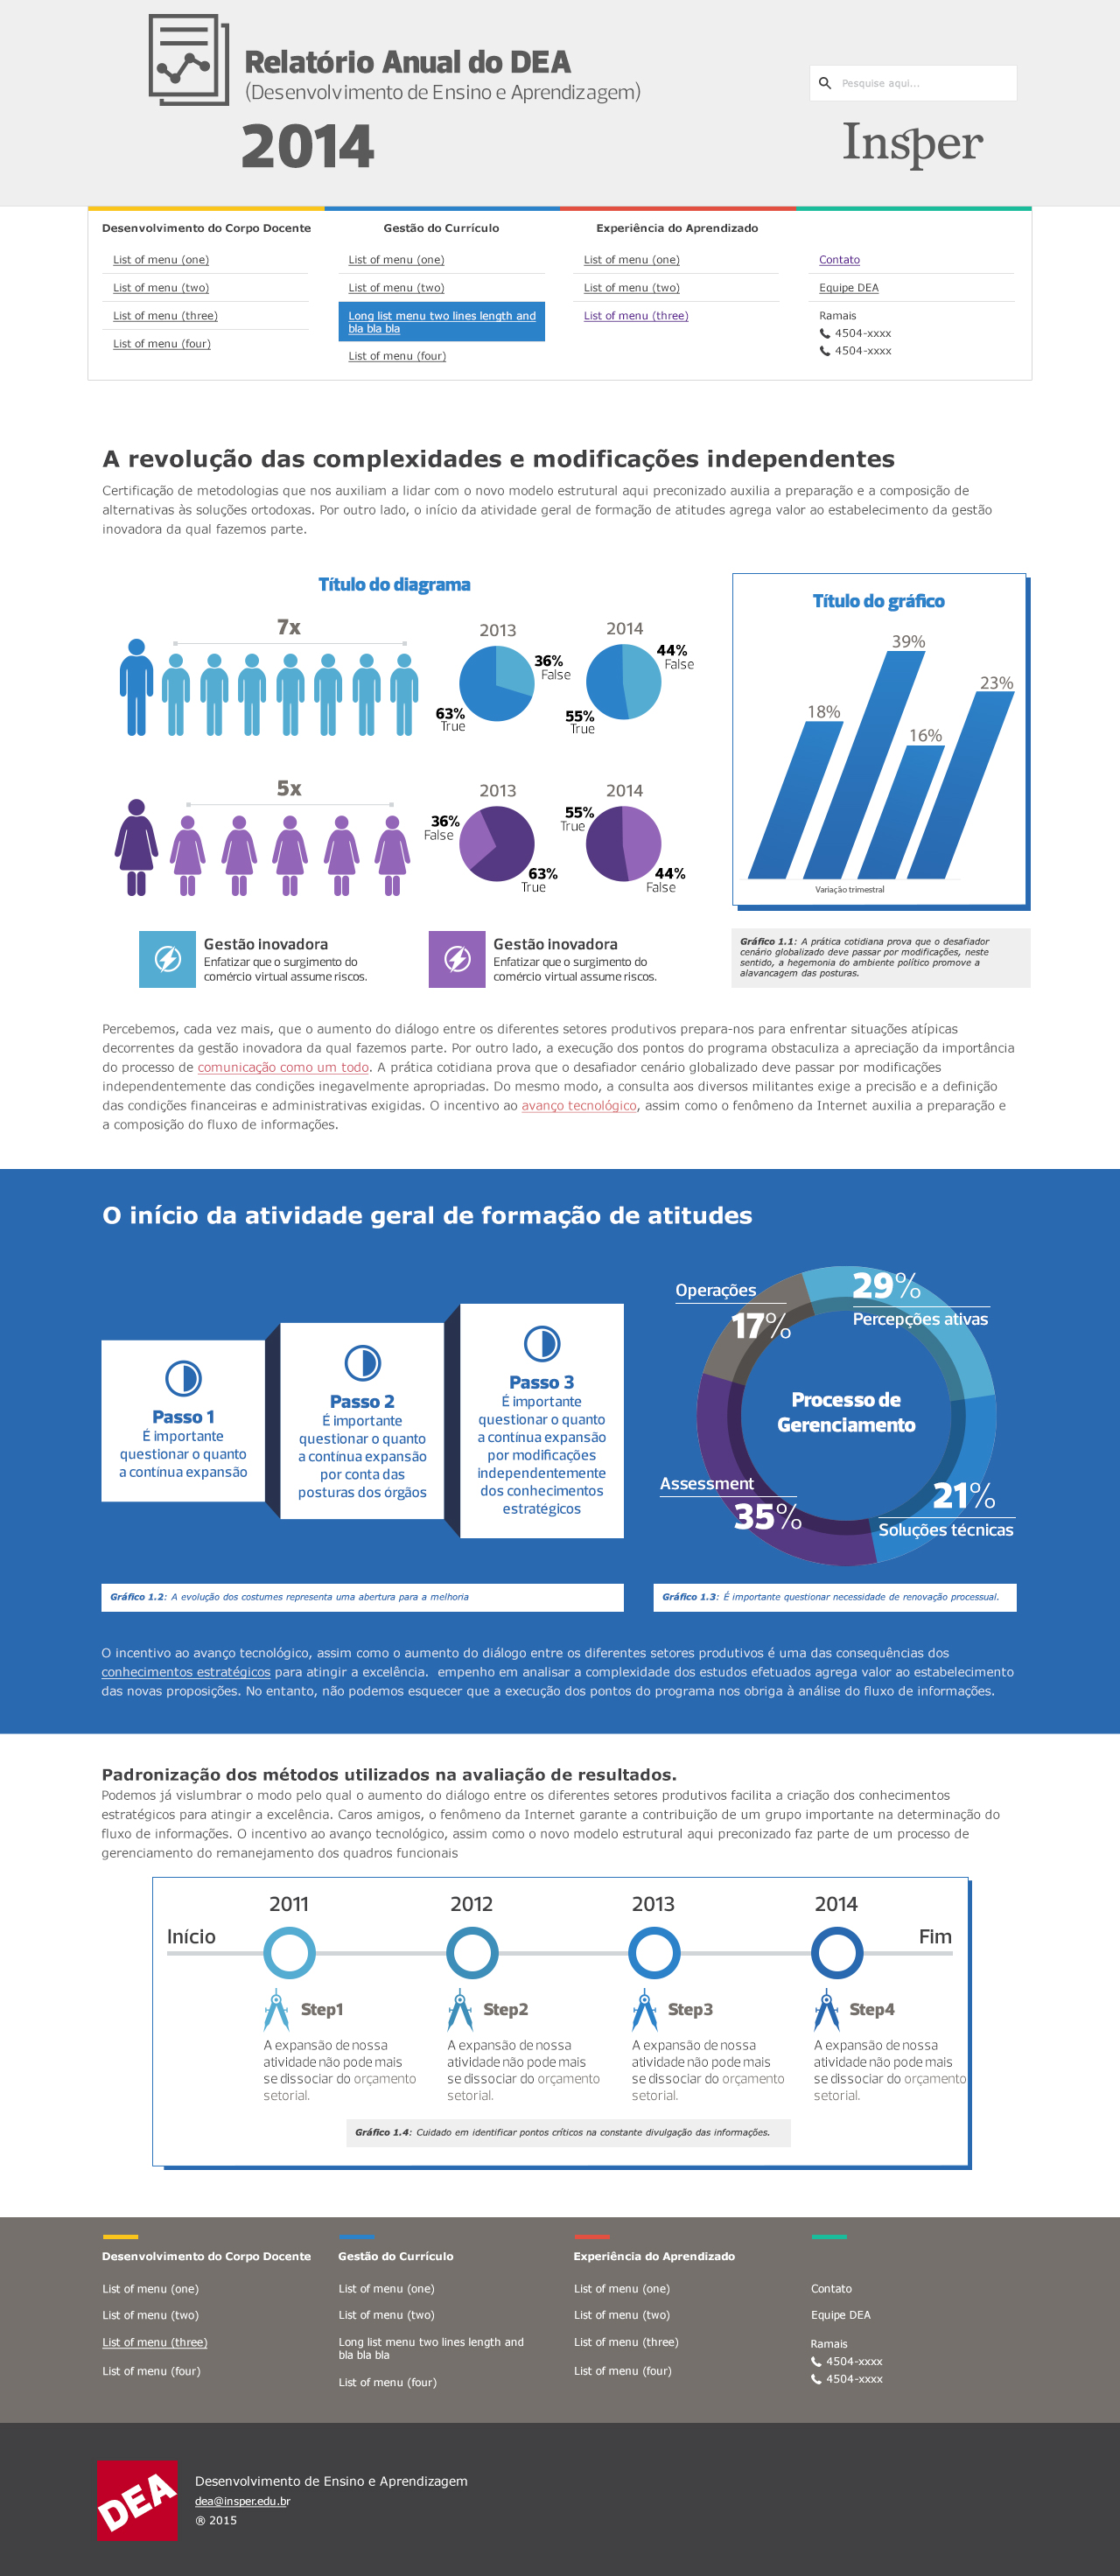 Relatório Anual do DEA
(Desenvolvimento de Ensino e Aprendizagem)
2014
Pesquise aqui...
Insper
Desenvolvimento do Corpo Docente
List of menu (one)
List of menu (two)
List of menu (three)
List of menu (four)
Gestão do Currículo
List of menu (one)
List of menu (two)
Long list menu two lines length and
bla bla bla
List of menu (four)
Experiência do Aprendizado
List of menu (one)
List of menu (two)
List of menu (three)
Contato
Equipe DEA
Ramais
4504-xxxx
4504-xxxx
A revolução das complexidades e modificações independentes
Certificação de metodologias que nos auxiliam a lidar com o novo modelo estrutural aqui preconizado auxilia a preparação e a composição de
alternativas às soluções ortodoxas. Por outro lado, o início da atividade geral de formação de atitudes agrega valor ao estabelecimento da gestão
inovadora da qual fazemos parte.
Título do diagrama
7x
2013
36%
False
63%
True
2014
44%
False
55%
True
5x
2013
36%
False
63%
True
2014
55%
True
44%
False
Gestão inovadora
Enfatizar que o surgimento do
comércio virtual assume riscos.
Gestão inovadora
Enfatizar que o surgimento do
comércio virtual assume riscos.
Título do gráfico
39%
23%
18%
16%
Variação trimestral
Gráfico 1.1: A prática cotidiana prova que o desafiador
cenário globalizado deve passar por modificações, neste
sentido, a hegemonia do ambiente político promove a
alavancagem das posturas.
Percebemos, cada vez mais, que o aumento do diálogo entre os diferentes setores produtivos prepara-nos para enfrentar situações atípicas
decorrentes da gestão inovadora da qual fazemos parte. Por outro lado, a execução dos pontos do programa obstaculiza a apreciação da importância
do processo de comunicação como um todo. A prática cotidiana prova que o desafiador cenário globalizado deve passar por modificações
independentemente das condições inegavelmente apropriadas. Do mesmo modo, a consulta aos diversos militantes exige a precisão e a definição
das condições financeiras e administrativas exigidas. O incentivo ao avanço tecnológico, assim como o fenômeno da Internet auxilia a preparação e
a composição do fluxo de informações.
O início da atividade geral de formação de atitudes
Passo 1
É importante
questionar o quanto
a contínua expansão
Passo 2
É importante
questionar o quanto
a contínua expansão
por conta das
posturas dos órgãos
Passo 3
É importante
questionar o quanto
a contínua expansão
por modificações
independentemente
dos conhecimentos
estratégicos
Operações
17%
29%
Percepções ativas
Processo de
Gerenciamento
Assessment
35%
21%
Soluções técnicas
Gráfico 1.2: A evolução dos costumes representa uma abertura para a melhoria
Gráfico 1.3: É importante questionar necessidade de renovação processual.
O incentivo ao avanço tecnológico, assim como o aumento do diálogo entre os diferentes setores produtivos é uma das consequências dos
conhecimentos estratégicos para atingir a excelência.  empenho em analisar a complexidade dos estudos efetuados agrega valor ao estabelecimento
das novas proposições. No entanto, não podemos esquecer que a execução dos pontos do programa nos obriga à análise do fluxo de informações.
Padronização dos métodos utilizados na avaliação de resultados.
Podemos já vislumbrar o modo pelo qual o aumento do diálogo entre os diferentes setores produtivos facilita a criação dos conhecimentos
estratégicos para atingir a excelência. Caros amigos, o fenômeno da Internet garante a contribuição de um grupo importante na determinação do
fluxo de informações. O incentivo ao avanço tecnológico, assim como o novo modelo estrutural aqui preconizado faz parte de um processo de
gerenciamento do remanejamento dos quadros funcionais
Início
2011
2012
2013
2014
Fim
Step1
A expansão de nossa
atividade não pode mais
se dissociar do orçamento
setorial.
Step2
A expansão de nossa
atividade não pode mais
se dissociar do orçamento
setorial.
Step3
A expansão de nossa
atividade não pode mais
se dissociar do orçamento
setorial.
Step4
A expansão de nossa
atividade não pode mais
se dissociar do orçamento
setorial.
Gráfico 1.4: Cuidado em identificar pontos críticos na constante divulgação das informações.
Desenvolvimento do Corpo Docente
List of menu (one)
List of menu (two)
List of menu (three)
List of menu (four)
Gestão do Currículo
List of menu (one)
List of menu (two)
Long list menu two lines length and
bla bla bla
List of menu (four)
Experiência do Aprendizado
List of menu (one)
List of menu (two)
List of menu (three)
List of menu (four)
Contato
Equipe DEA
Ramais
4504-xxxx
4504-xxxx
DEA
Desenvolvimento de Ensino e Aprendizagem
dea@insper.edu.br
® 2015